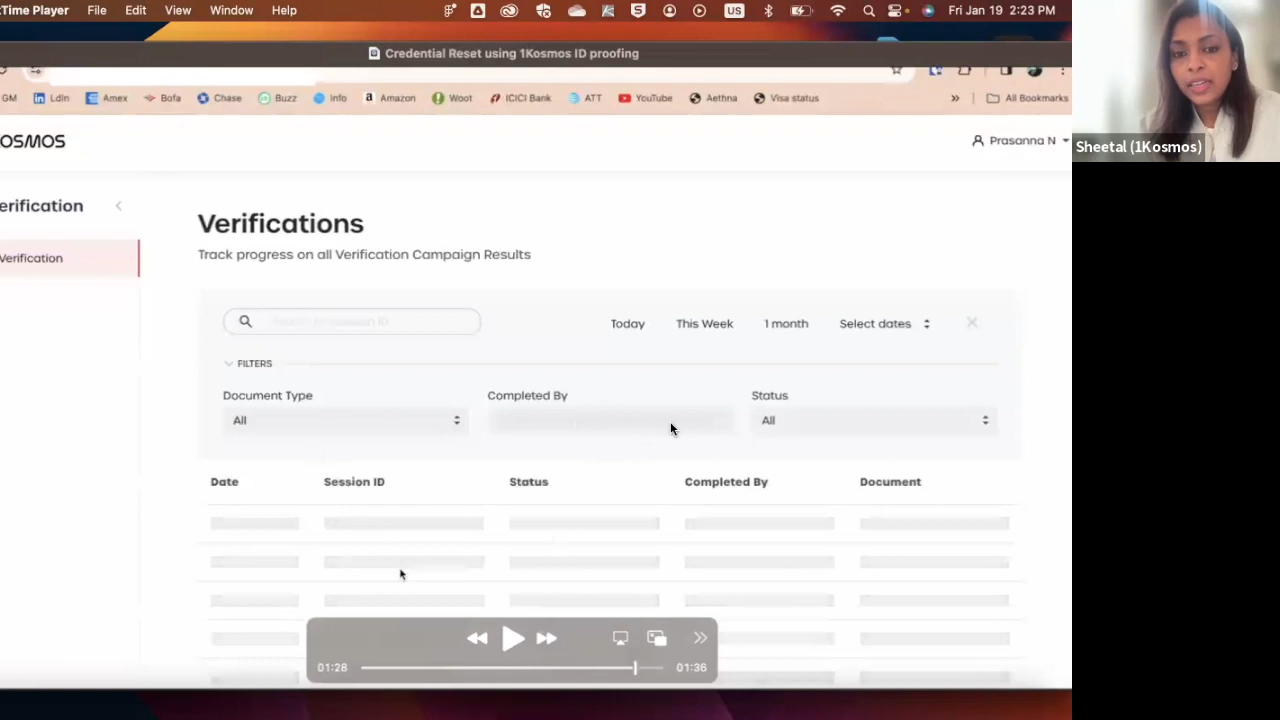 Time Player File Edit View Window Help US Fri Jan 19 2:23 PM
Credential Reset using 1Kosmos ID proofing
GM LdIn Amex Bofa Chase Buzz Info Amazon Woot ICICI Bank ATT YouTube Aethna Visa status » All Bookmarks
OSMOS
Prasanna N
Sheetal (1Kosmos)
erification
Verification
Verifications
Track progress on all Verification Campaign Results
Today This Week 1 month Select dates
FILTERS
Document Type Completed By Status
All All
Date Session ID Status Completed By Document
01:28 01:36